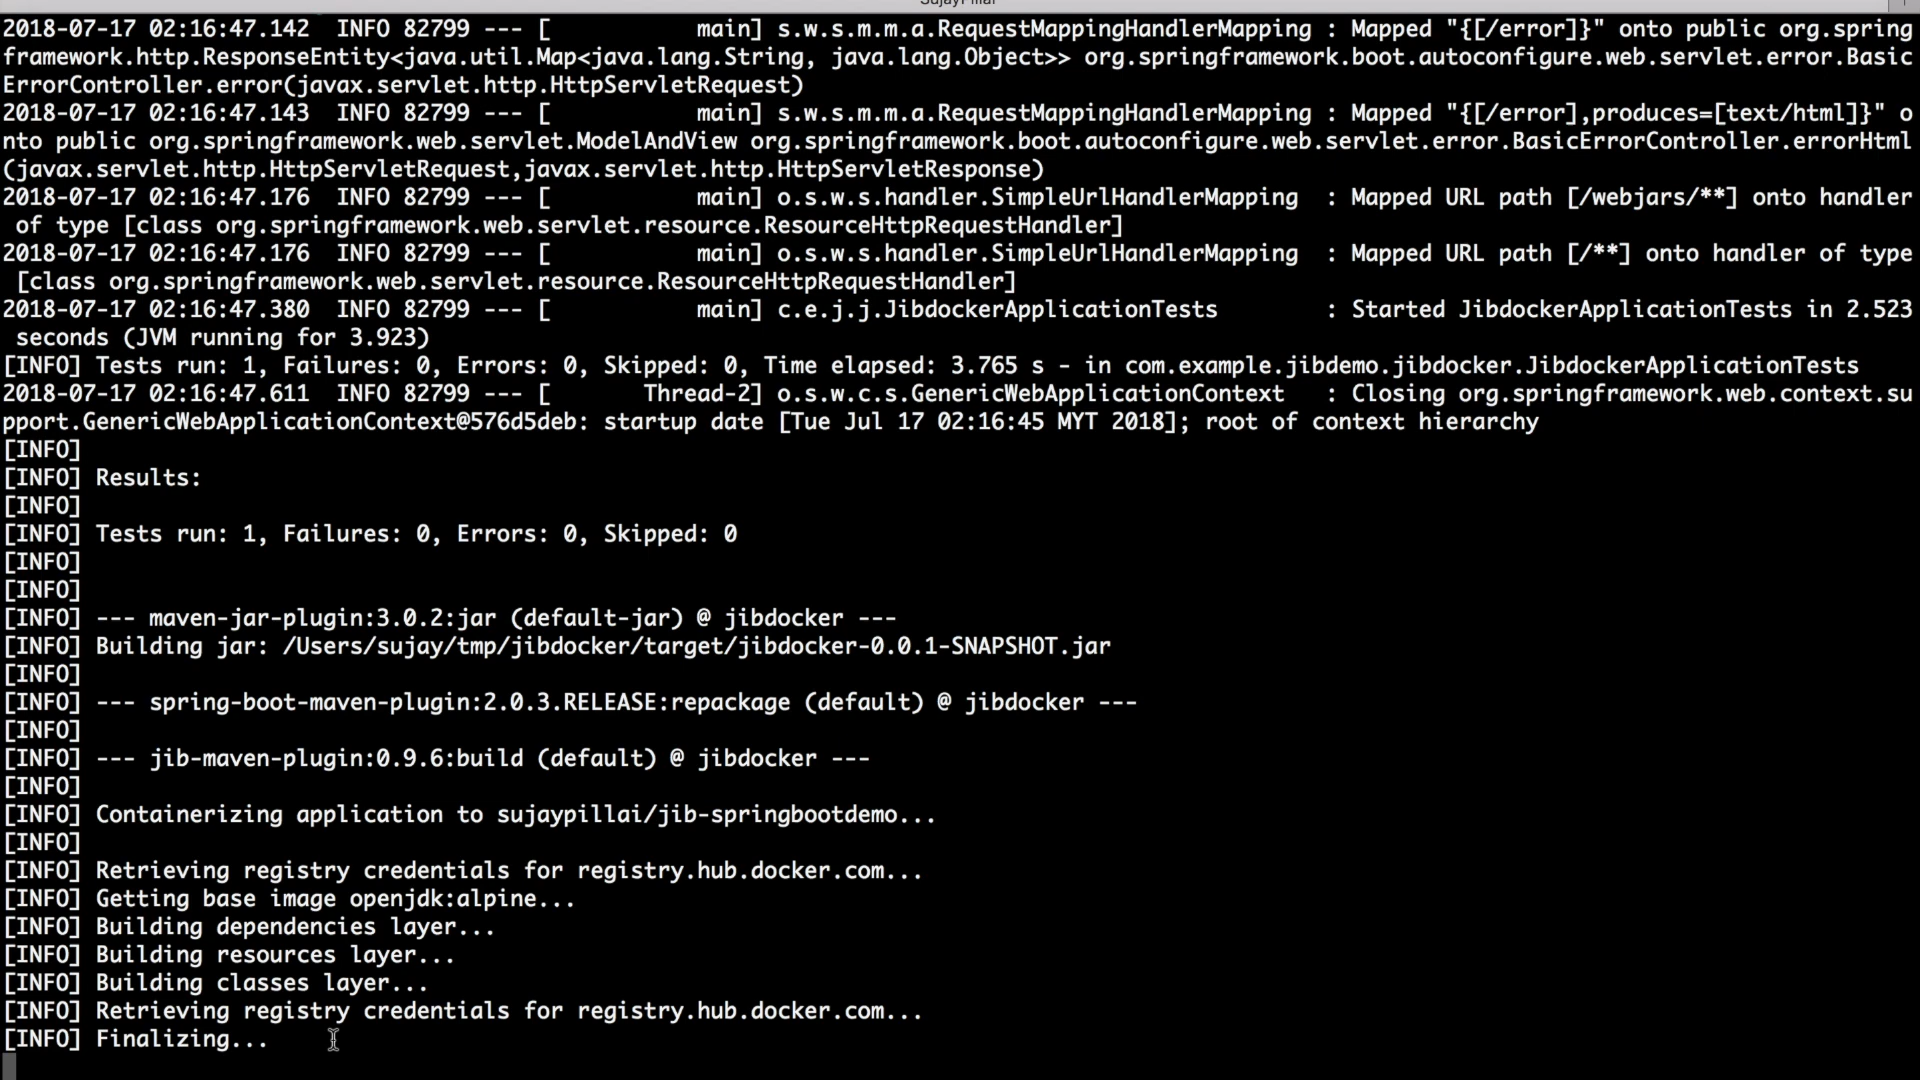 SujayPillai
2018-07-17 02:16:47.142  INFO 82799 --- [           main] s.w.s.m.m.a.RequestMappingHandlerMapping : Mapped "{[/error]}" onto public org.spring
framework.http.ResponseEntity<java.util.Map<java.lang.String, java.lang.Object>> org.springframework.boot.autoconfigure.web.servlet.error.Basic
ErrorController.error(javax.servlet.http.HttpServletRequest)
2018-07-17 02:16:47.143  INFO 82799 --- [           main] s.w.s.m.m.a.RequestMappingHandlerMapping : Mapped "{[/error],produces=[text/html]}" o
nto public org.springframework.web.servlet.ModelAndView org.springframework.boot.autoconfigure.web.servlet.error.BasicErrorController.errorHtml
(javax.servlet.http.HttpServletRequest,javax.servlet.http.HttpServletResponse)
2018-07-17 02:16:47.176  INFO 82799 --- [           main] o.s.w.s.handler.SimpleUrlHandlerMapping  : Mapped URL path [/webjars/**] onto handler
 of type [class org.springframework.web.servlet.resource.ResourceHttpRequestHandler]
2018-07-17 02:16:47.176  INFO 82799 --- [           main] o.s.w.s.handler.SimpleUrlHandlerMapping  : Mapped URL path [/**] onto handler of type
 [class org.springframework.web.servlet.resource.ResourceHttpRequestHandler]
2018-07-17 02:16:47.380  INFO 82799 --- [           main] c.e.j.j.JibdockerApplicationTests        : Started JibdockerApplicationTests in 2.523
 seconds (JVM running for 3.923)
[INFO] Tests run: 1, Failures: 0, Errors: 0, Skipped: 0, Time elapsed: 3.765 s - in com.example.jibdemo.jibdocker.JibdockerApplicationTests
2018-07-17 02:16:47.611  INFO 82799 --- [       Thread-2] o.s.w.c.s.GenericWebApplicationContext   : Closing org.springframework.web.context.su
pport.GenericWebApplicationContext@576d5deb: startup date [Tue Jul 17 02:16:45 MYT 2018]; root of context hierarchy
[INFO]
[INFO] Results:
[INFO]
[INFO] Tests run: 1, Failures: 0, Errors: 0, Skipped: 0
[INFO]
[INFO]
[INFO] --- maven-jar-plugin:3.0.2:jar (default-jar) @ jibdocker ---
[INFO] Building jar: /Users/sujay/tmp/jibdocker/target/jibdocker-0.0.1-SNAPSHOT.jar
[INFO]
[INFO] --- spring-boot-maven-plugin:2.0.3.RELEASE:repackage (default) @ jibdocker ---
[INFO]
[INFO] --- jib-maven-plugin:0.9.6:build (default) @ jibdocker ---
[INFO]
[INFO] Containerizing application to sujaypillai/jib-springbootdemo...
[INFO]
[INFO] Retrieving registry credentials for registry.hub.docker.com...
[INFO] Getting base image openjdk:alpine...
[INFO] Building dependencies layer...
[INFO] Building resources layer...
[INFO] Building classes layer...
[INFO] Retrieving registry credentials for registry.hub.docker.com...
[INFO] Finalizing...